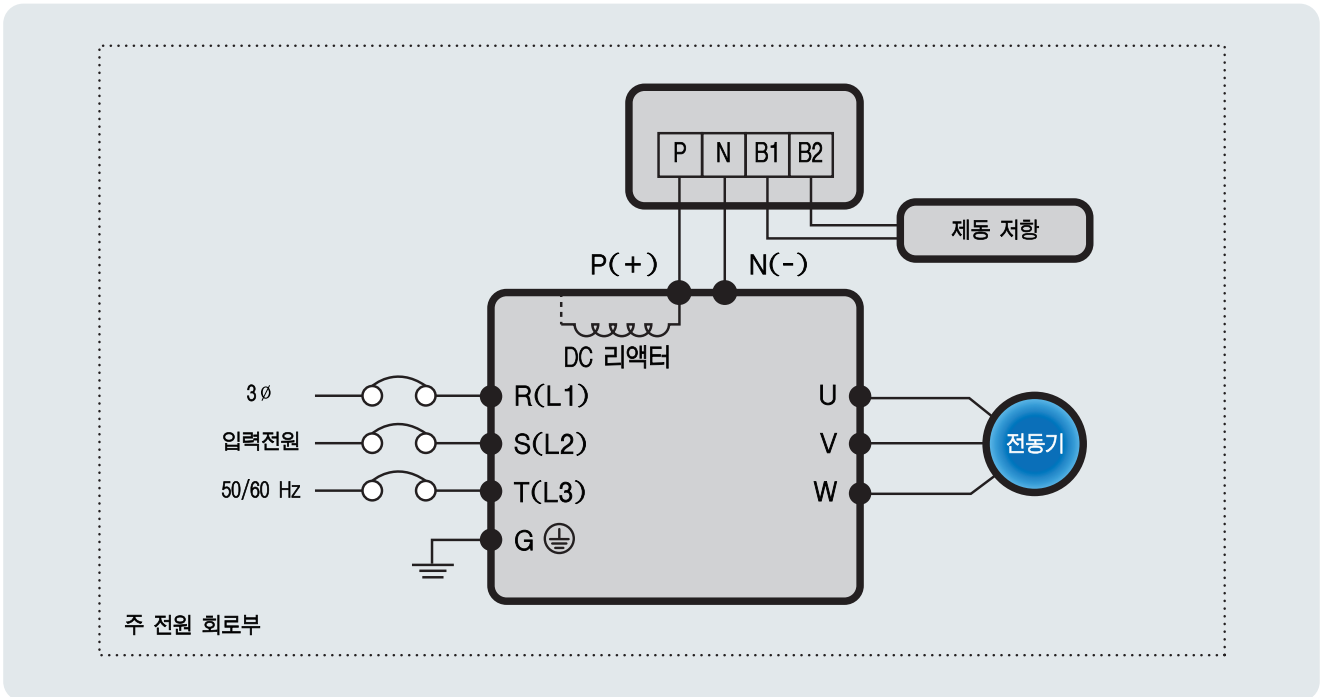 P N B1 B2
제동 저항
P(+) N(-)
DC 리액터
3ø R(L1) U
입력전원 S(L2) V 전동기
50/60 Hz T(L3) W
G
주 전원 회로부